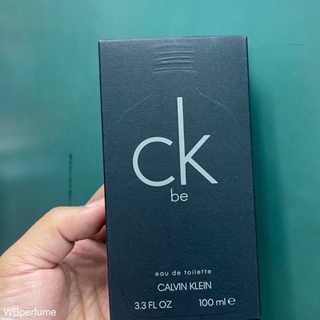 ck
be
eau de toilette
CALVIN KLEIN
3.3 FL OZ 100 ml ℮
WBperfume